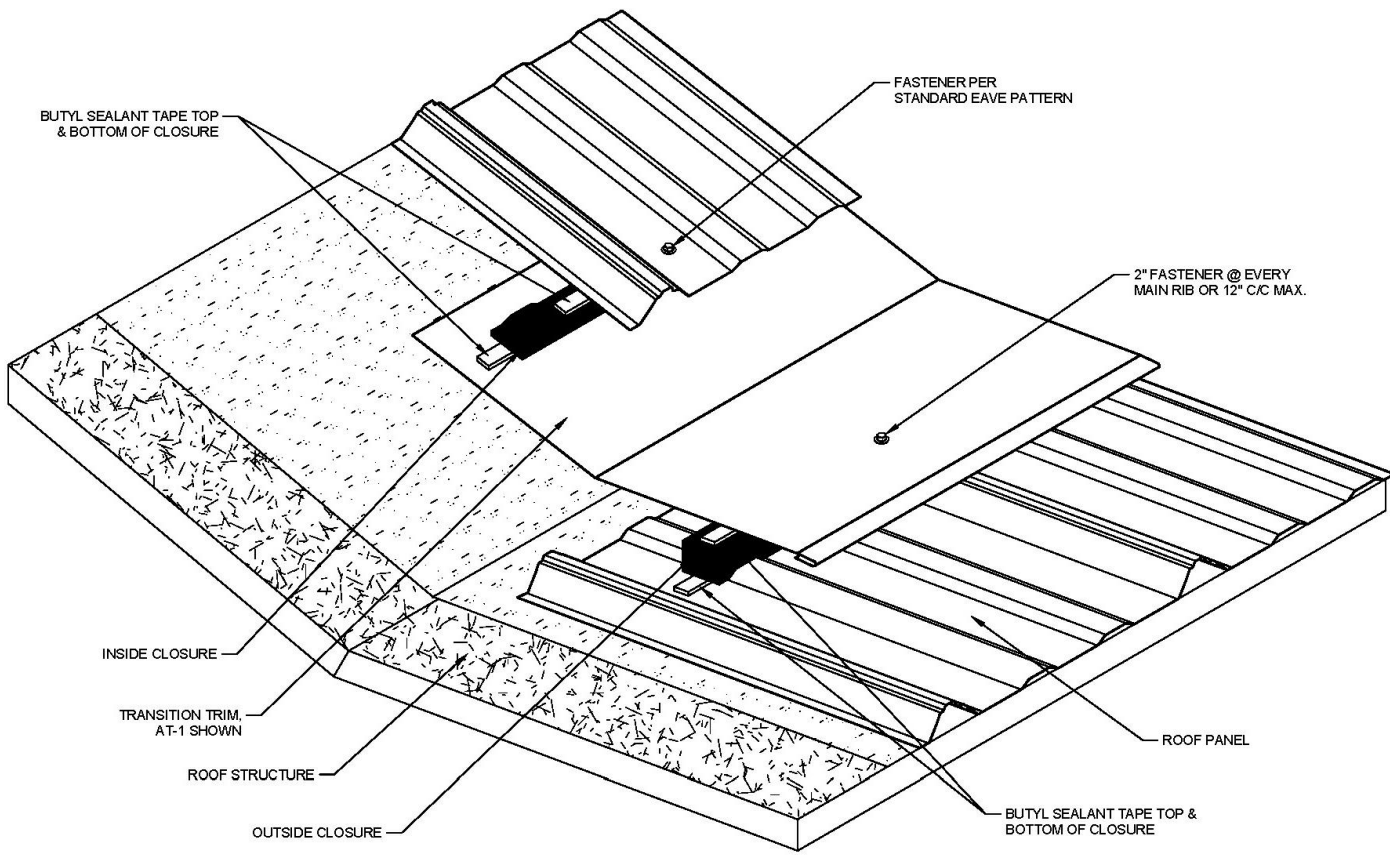 FASTENER PER
STANDARD EAVE PATTERN
BUTYL SEALANT TAPE TOP
& BOTTOM OF CLOSURE
2" FASTENER @ EVERY
MAIN RIB OR 12" C/C MAX.
INSIDE CLOSURE
TRANSITION TRIM,
AT-1 SHOWN
ROOF STRUCTURE
OUTSIDE CLOSURE
ROOF PANEL
BUTYL SEALANT TAPE TOP &
BOTTOM OF CLOSURE